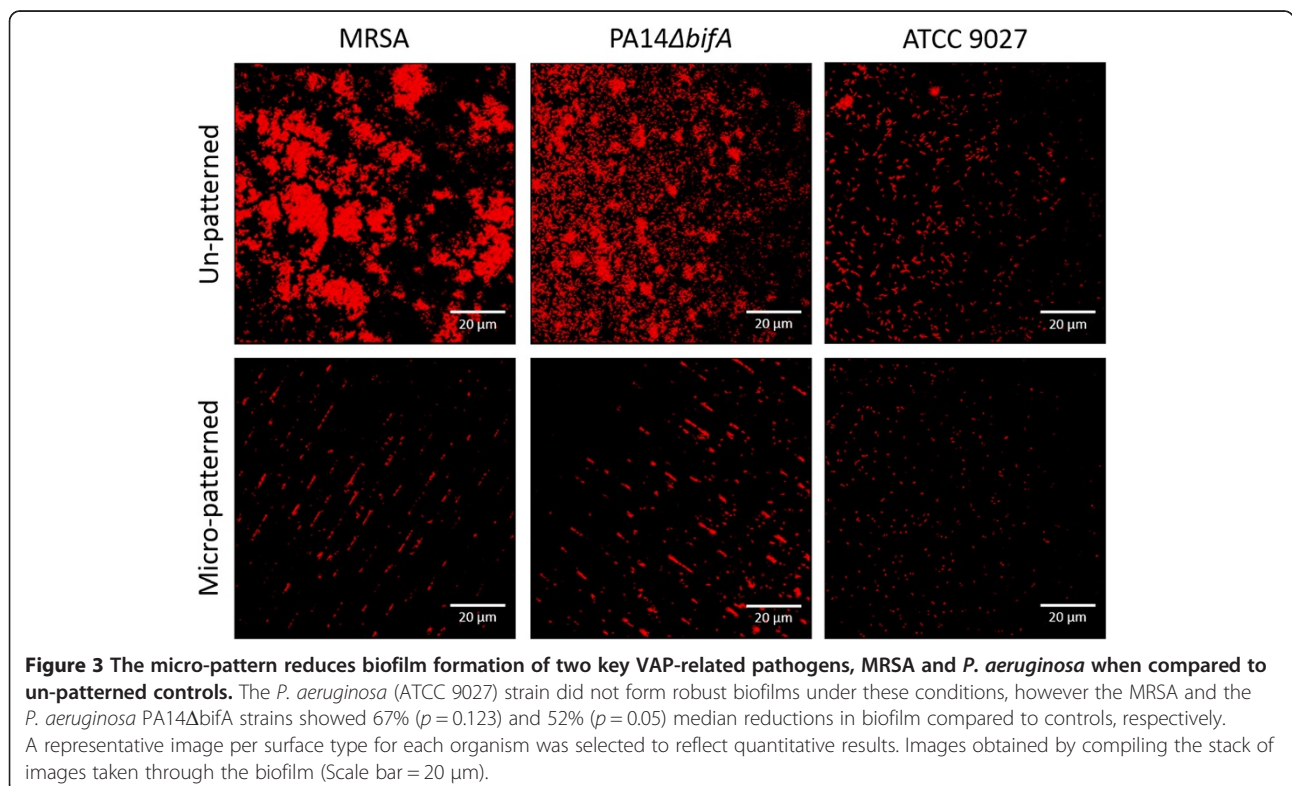 MRSA PA14ΔbifA ATCC 9027
Un-patterned
20 µm 20 µm 20 µm
Micro-patterned
20 µm 20 µm 20 µm
Figure 3 The micro-pattern reduces biofilm formation of two key VAP-related pathogens, MRSA and P. aeruginosa when compared to
un-patterned controls. The P. aeruginosa (ATCC 9027) strain did not form robust biofilms under these conditions, however the MRSA and the
P. aeruginosa PA14ΔbifA strains showed 67% (p = 0.123) and 52% (p = 0.05) median reductions in biofilm compared to controls, respectively.
A representative image per surface type for each organism was selected to reflect quantitative results. Images obtained by compiling the stack of
images taken through the biofilm (Scale bar = 20 μm).